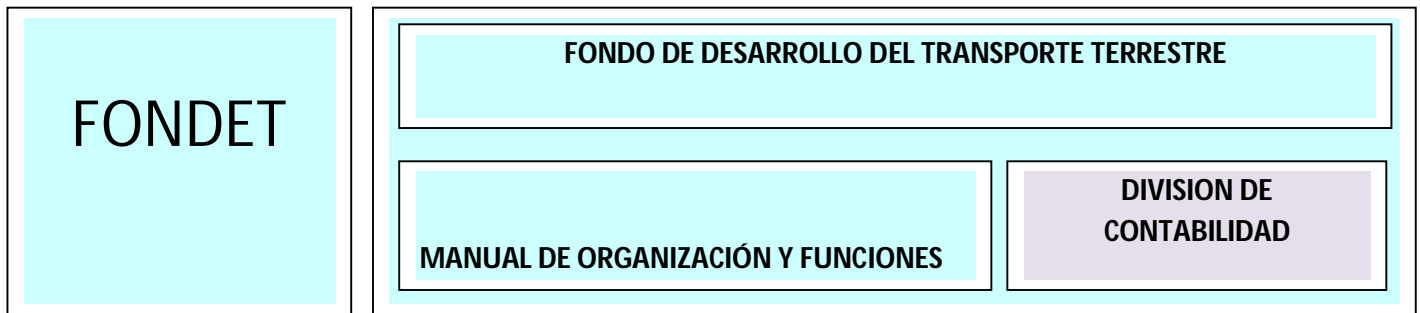 FONDET
FONDO DE DESARROLLO DEL TRANSPORTE TERRESTRE
MANUAL DE ORGANIZACIÓN Y FUNCIONES
DIVISION DE
CONTABILIDAD